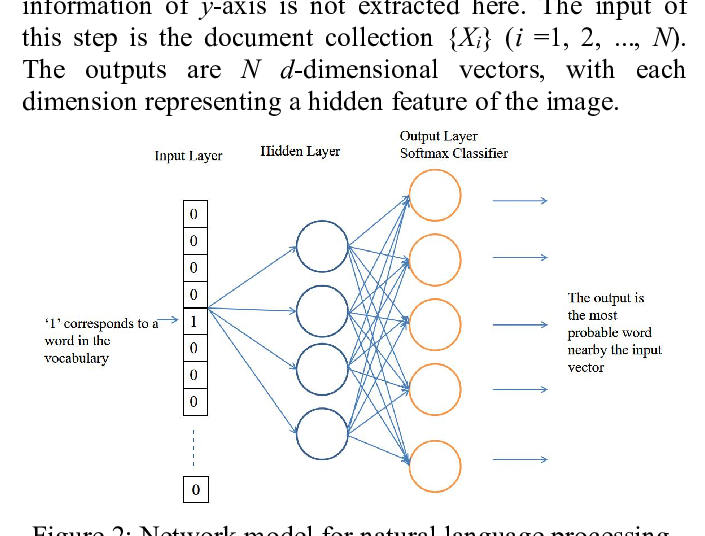 information of y-axis is not extracted here. The input of
this step is the document collection {Xi} (i =1, 2, ..., N).
The outputs are N d-dimensional vectors, with each
dimension representing a hidden feature of the image.
Output Layer
Softmax Classifier
Hidden Layer
Input Layer
0
0
0
0
1
0
0
0
0
‘1’ corresponds to a
word in the
vocabulary
The output is
the most
probable word
nearby the input
vector
Figure 2: Network model for natural language processing